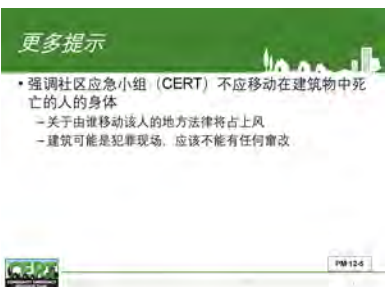 更多提示
• 强调社区应急小组（CERT）不应移动在建筑物中死
亡的人的身体
– 关于由谁移动该人的地方法律将占上风
– 建筑可能是犯罪现场，应该不能有任何窜改
CERT
PM-12-6